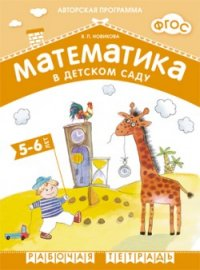 АВТОРСКАЯ ПРОГРАММА
ФГОС
В. П. НОВИКОВА
МАТЕМАТИКА
В ДЕТСКОМ САДУ
5-6 ЛЕТ
РАБОЧАЯ ТЕТРАДЬ